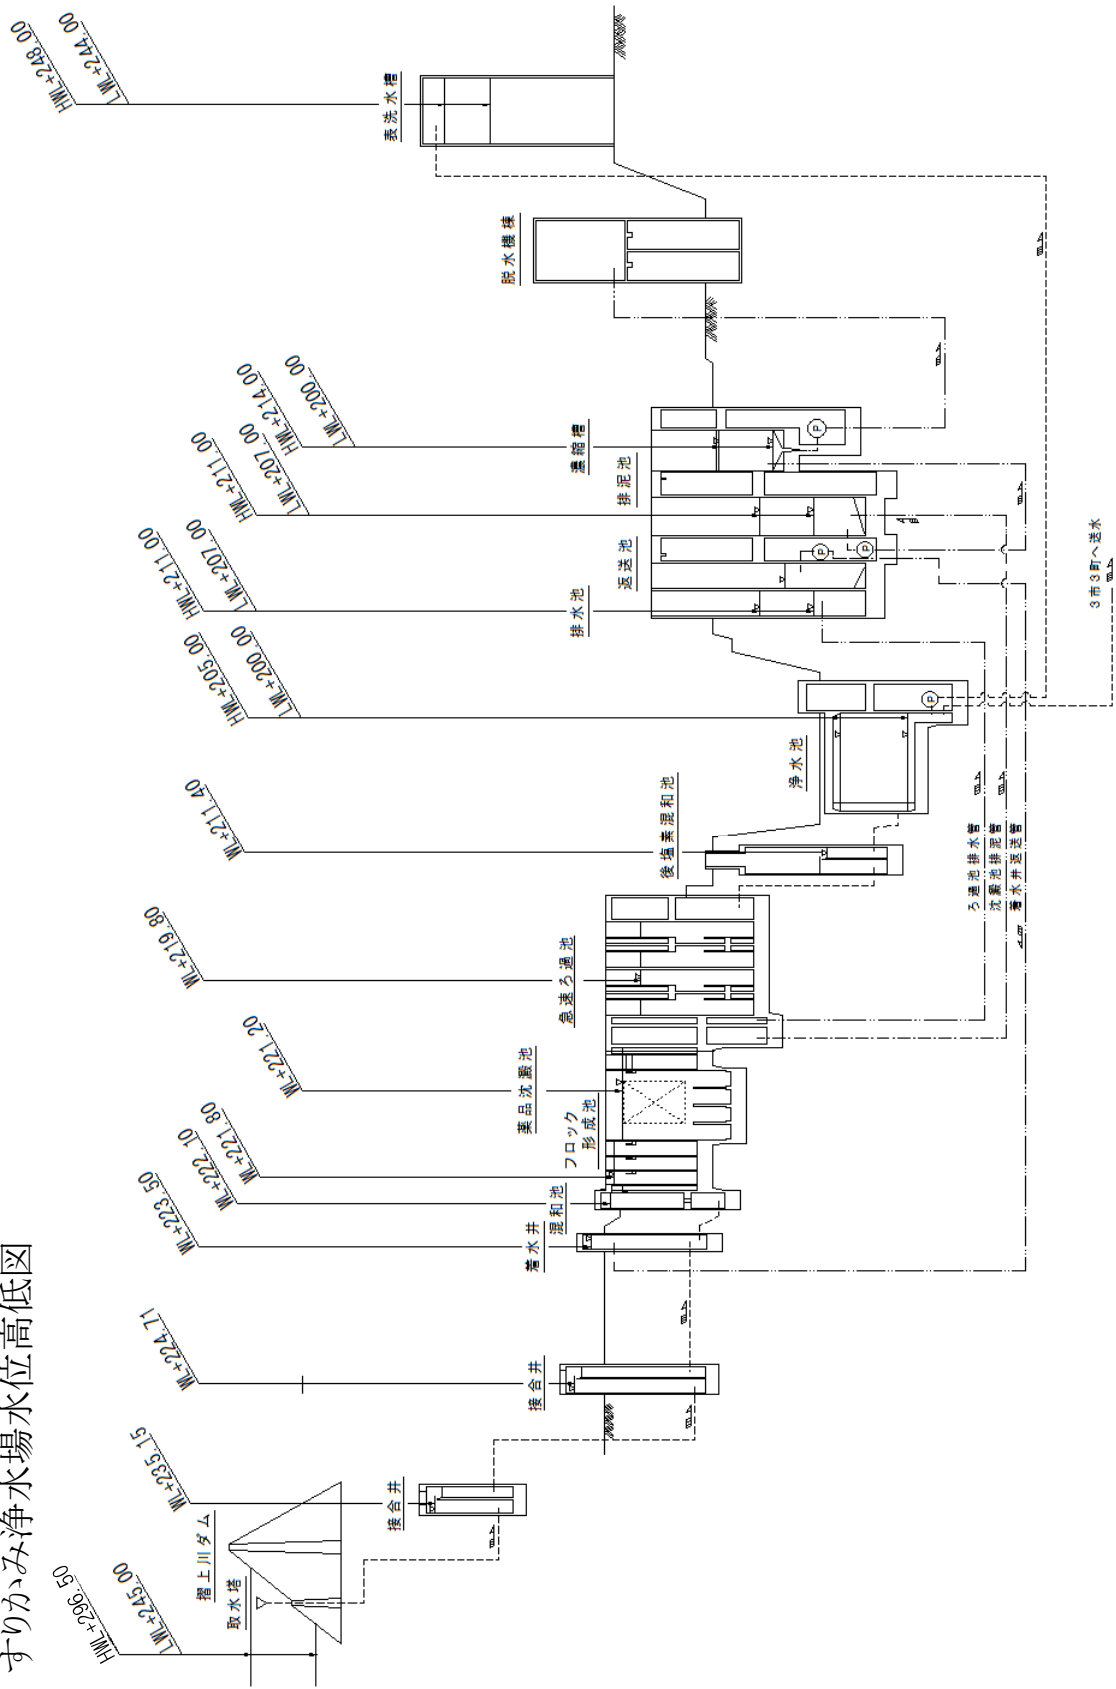 すりかみ浄水場水位高低図
HWL+296.50
LWL+245.00
摺上川ダム
取水塔
WL+235.15
接合井
WL+224.71
接合井
WL+223.50
着水井
WL+222.10
混和池
WL+221.80
フロック
形成池
WL+221.20
薬品沈澱池
WL+219.80
急速ろ過池
WL+211.40
後塩素混和池
HWL+205.00
LWL+200.00
浄水池
HWL+211.00
LWL+207.00
排水池
返送池
HWL+211.00
LWL+207.00
排泥池
HWL+214.00
LWL+200.00
濃縮槽
脱水機棟
HWL+248.00
LWL+244.00
表洗水槽
P
P
P
P
ろ過池排水管
沈澱池排泥管
着水井返送管
3市3町へ送水